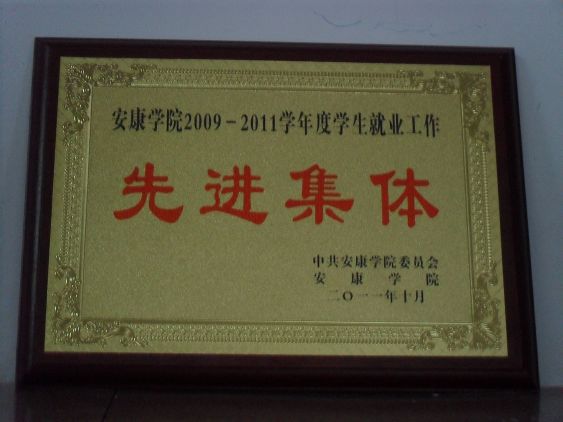 安康学院2009-2011学年度学生就业工作
先进集体
中共安康学院委员会
安康学院
二〇一一年十月